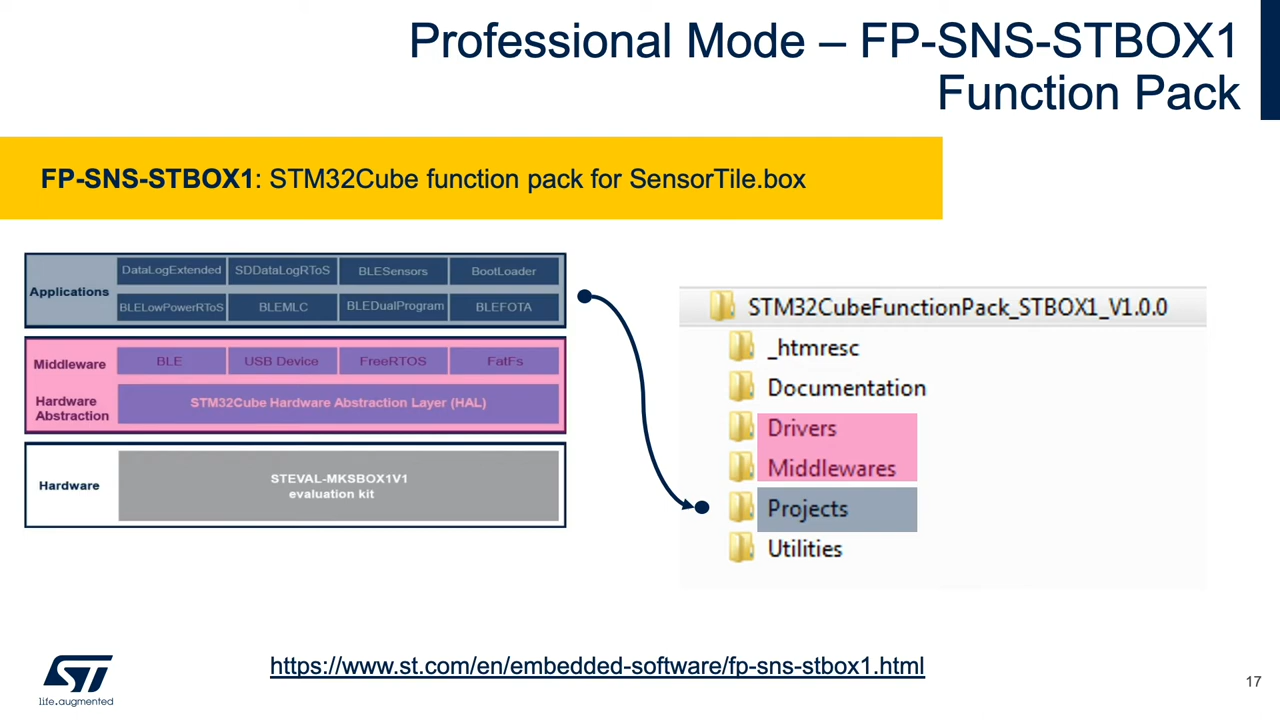 Professional Mode – FP-SNS-STBOX1
Function Pack
FP-SNS-STBOX1: STM32Cube function pack for SensorTile.box
Applications
DataLogExtended SDDataLogRToS BLESensors BootLoader
BLELowPowerRToS BLEMLC BLEDualProgram BLEFOTA
Middleware
BLE USB Device FreeRTOS FatFs
Hardware
Abstraction
STM32Cube Hardware Abstraction Layer (HAL)
Hardware
STEVAL-MKSBOX1V1
evaluation kit
STM32CubeFunctionPack_STBOX1_V1.0.0
_htmresc
Documentation
Drivers
Middlewares
Projects
Utilities
https://www.st.com/en/embedded-software/fp-sns-stbox1.html
ST
life.augmented
17